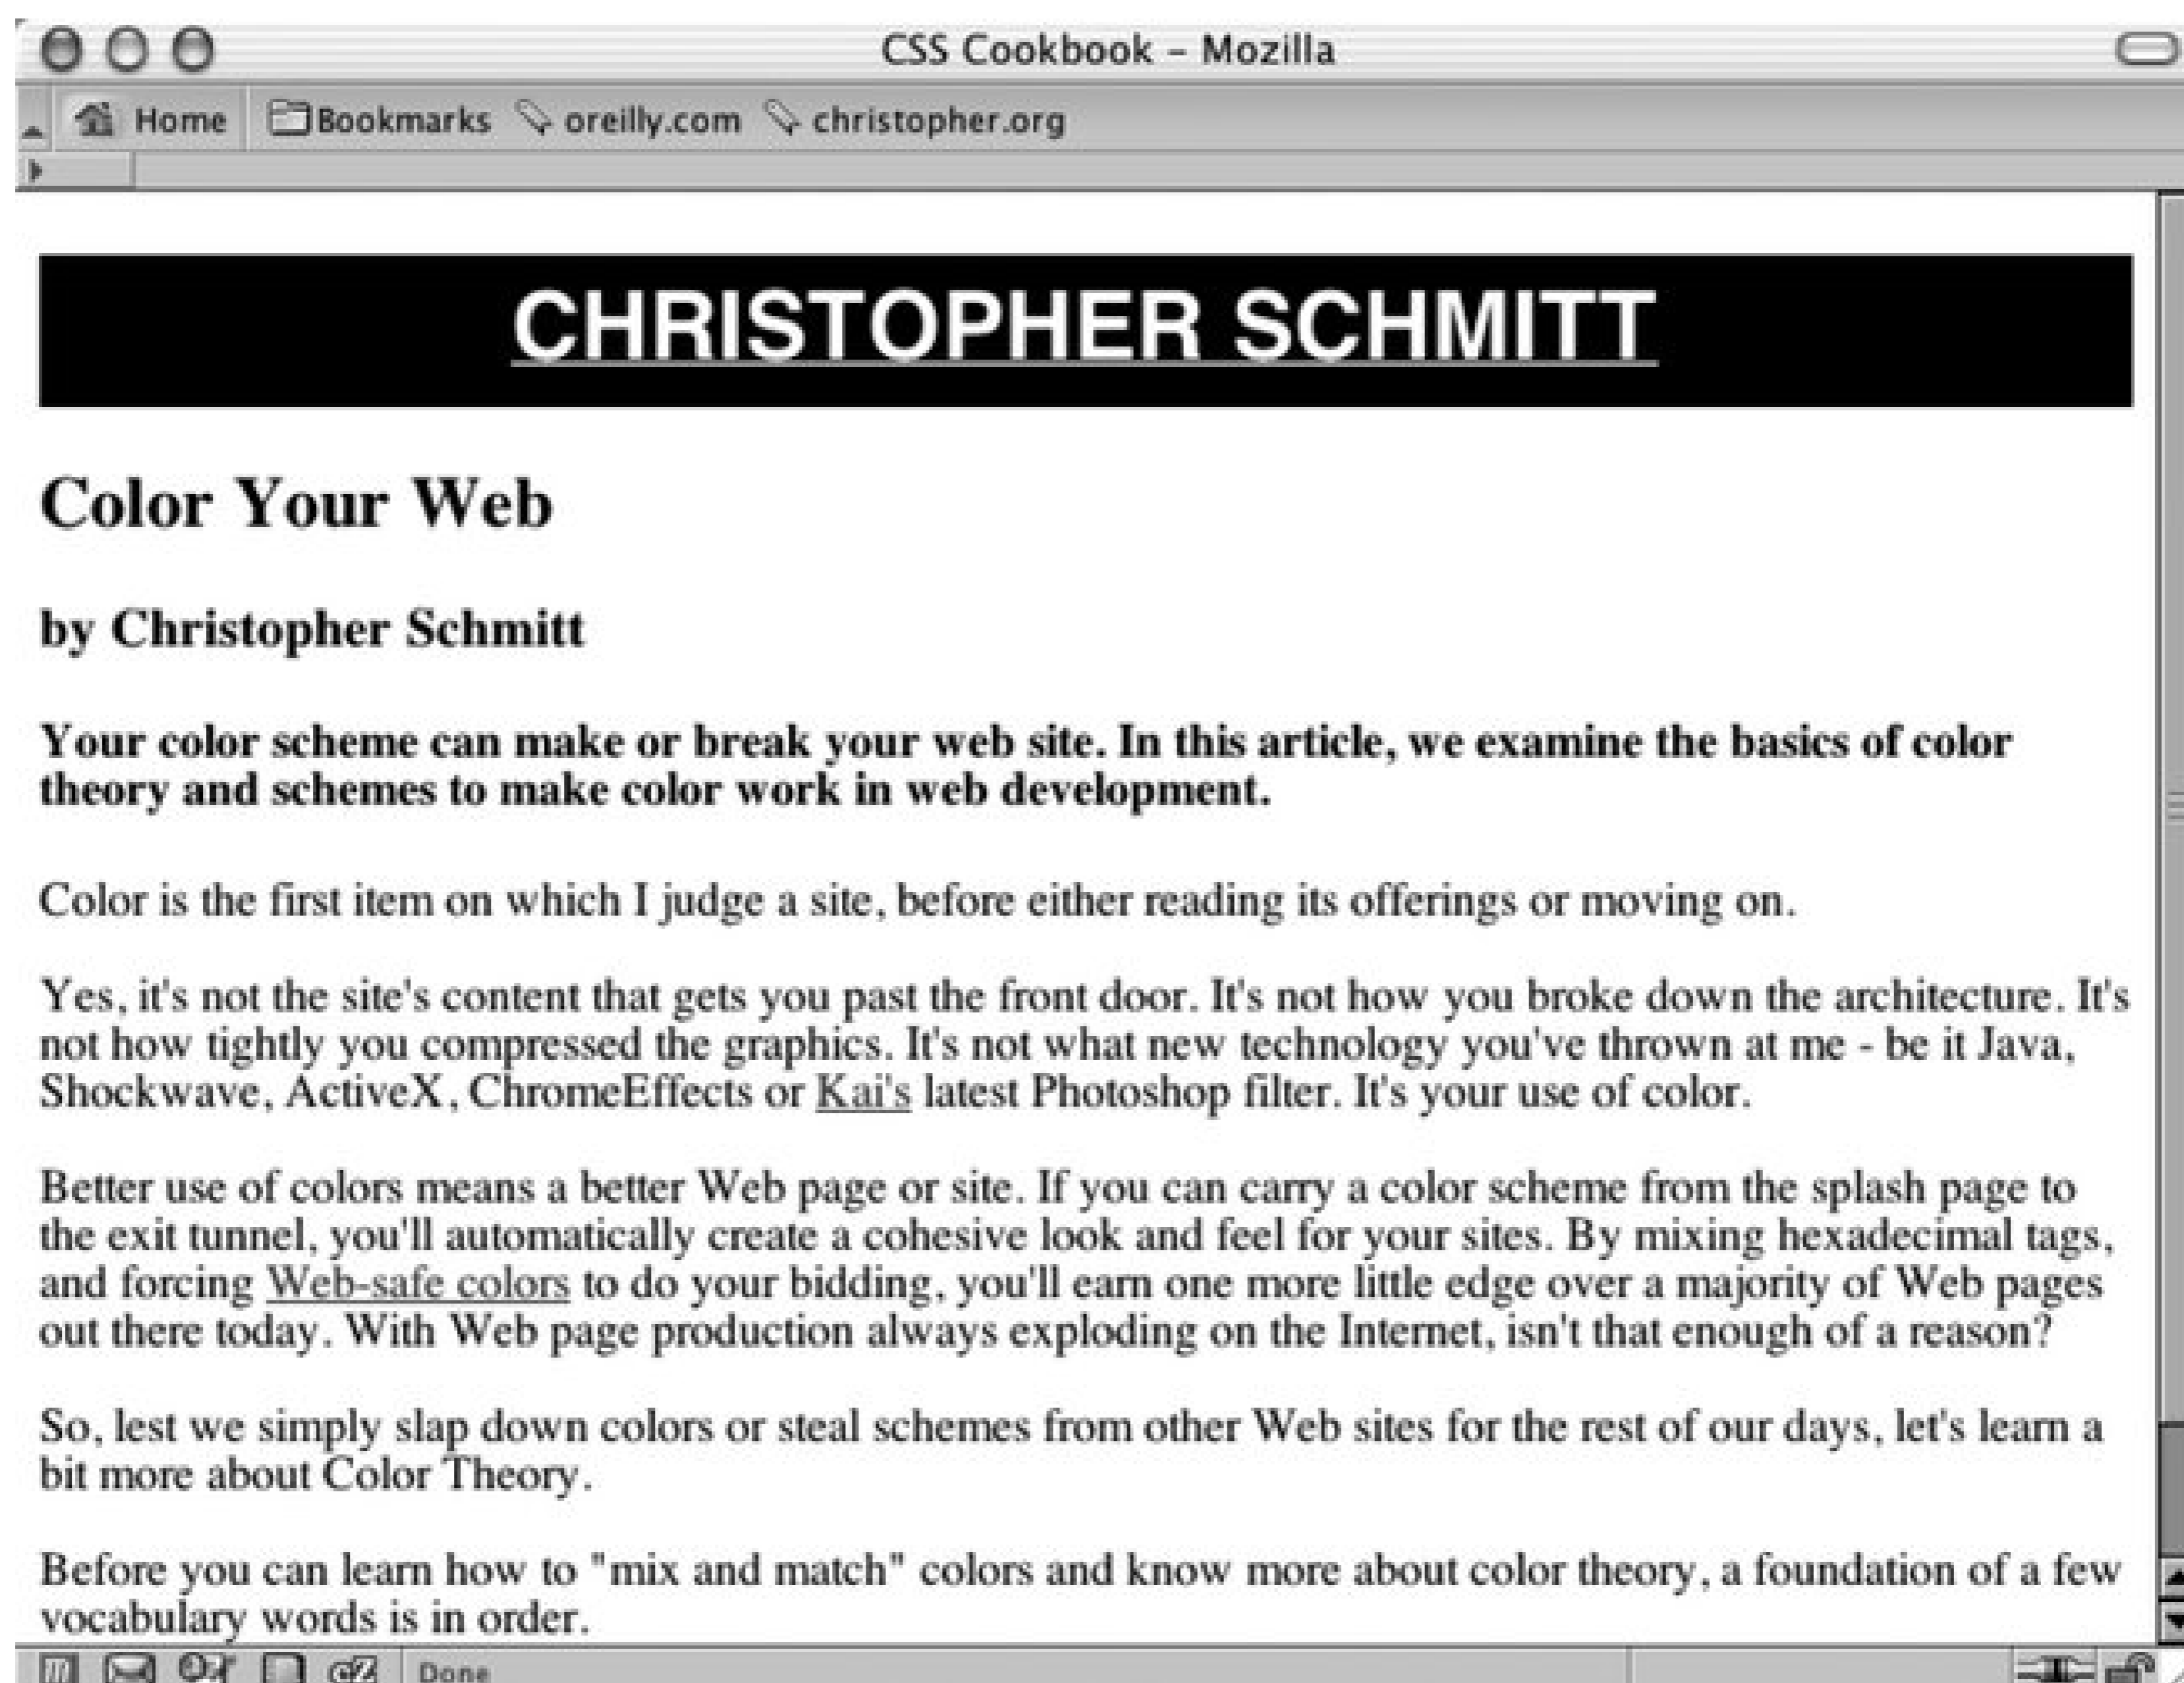 CSS Cookbook – Mozilla
Home Bookmarks oreilly.com christopher.org
CHRISTOPHER SCHMITT
Color Your Web
by Christopher Schmitt
Your color scheme can make or break your web site. In this article, we examine the basics of color
theory and schemes to make color work in web development.
Color is the first item on which I judge a site, before either reading its offerings or moving on.
Yes, it's not the site's content that gets you past the front door. It's not how you broke down the architecture. It's
not how tightly you compressed the graphics. It's not what new technology you've thrown at me - be it Java,
Shockwave, ActiveX, ChromeEffects or Kai's latest Photoshop filter. It's your use of color.
Better use of colors means a better Web page or site. If you can carry a color scheme from the splash page to
the exit tunnel, you'll automatically create a cohesive look and feel for your sites. By mixing hexadecimal tags,
and forcing Web-safe colors to do your bidding, you'll earn one more little edge over a majority of Web pages
out there today. With Web page production always exploding on the Internet, isn't that enough of a reason?
So, lest we simply slap down colors or steal schemes from other Web sites for the rest of our days, let's learn a
bit more about Color Theory.
Before you can learn how to "mix and match" colors and know more about color theory, a foundation of a few
vocabulary words is in order.
Done